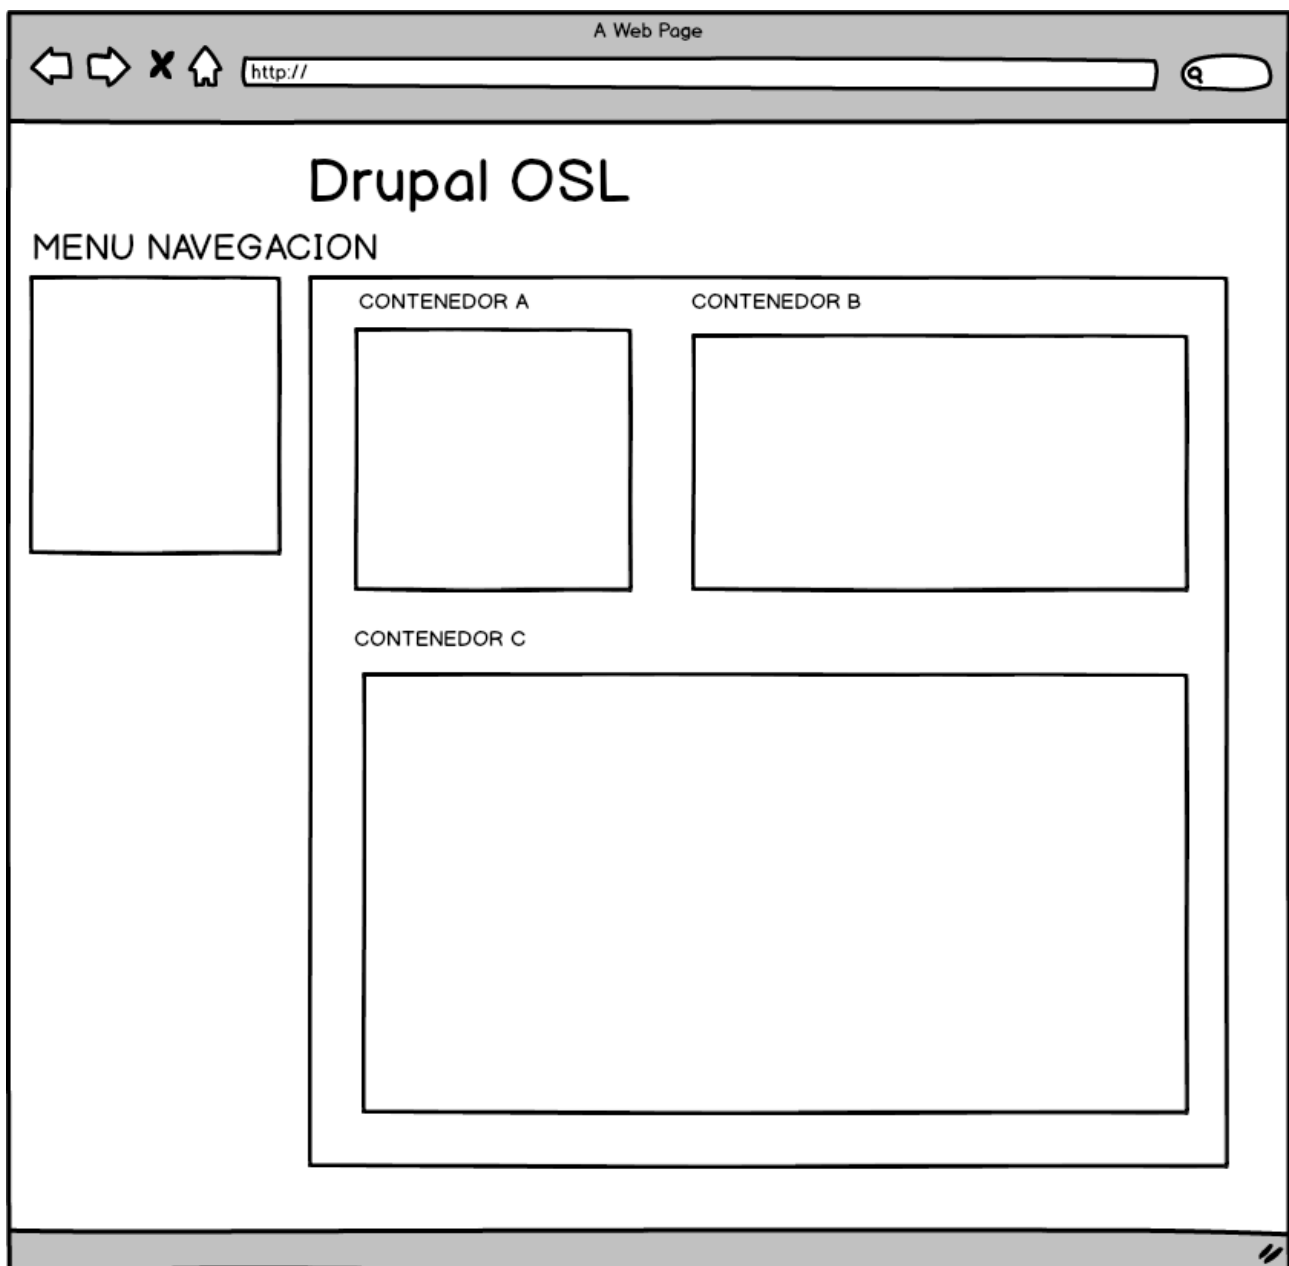 A Web Page
http://
Drupal OSL
MENU NAVEGACION
CONTENEDOR A
CONTENEDOR B
CONTENEDOR C